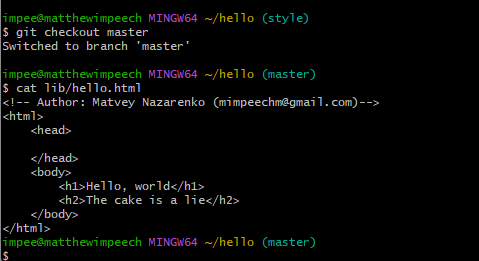 impee@matthewimpeech MINGW64 ~/hello (style)
$ git checkout master
Switched to branch 'master'

impee@matthewimpeech MINGW64 ~/hello (master)
$ cat lib/hello.html
<!-- Author: Matvey Nazarenko (mimpeechm@gmail.com)-->
<html>
    <head>

    </head>
    <body>
        <h1>Hello, world</h1>
        <h2>The cake is a lie</h2>
    </body>
</html>
impee@matthewimpeech MINGW64 ~/hello (master)
$